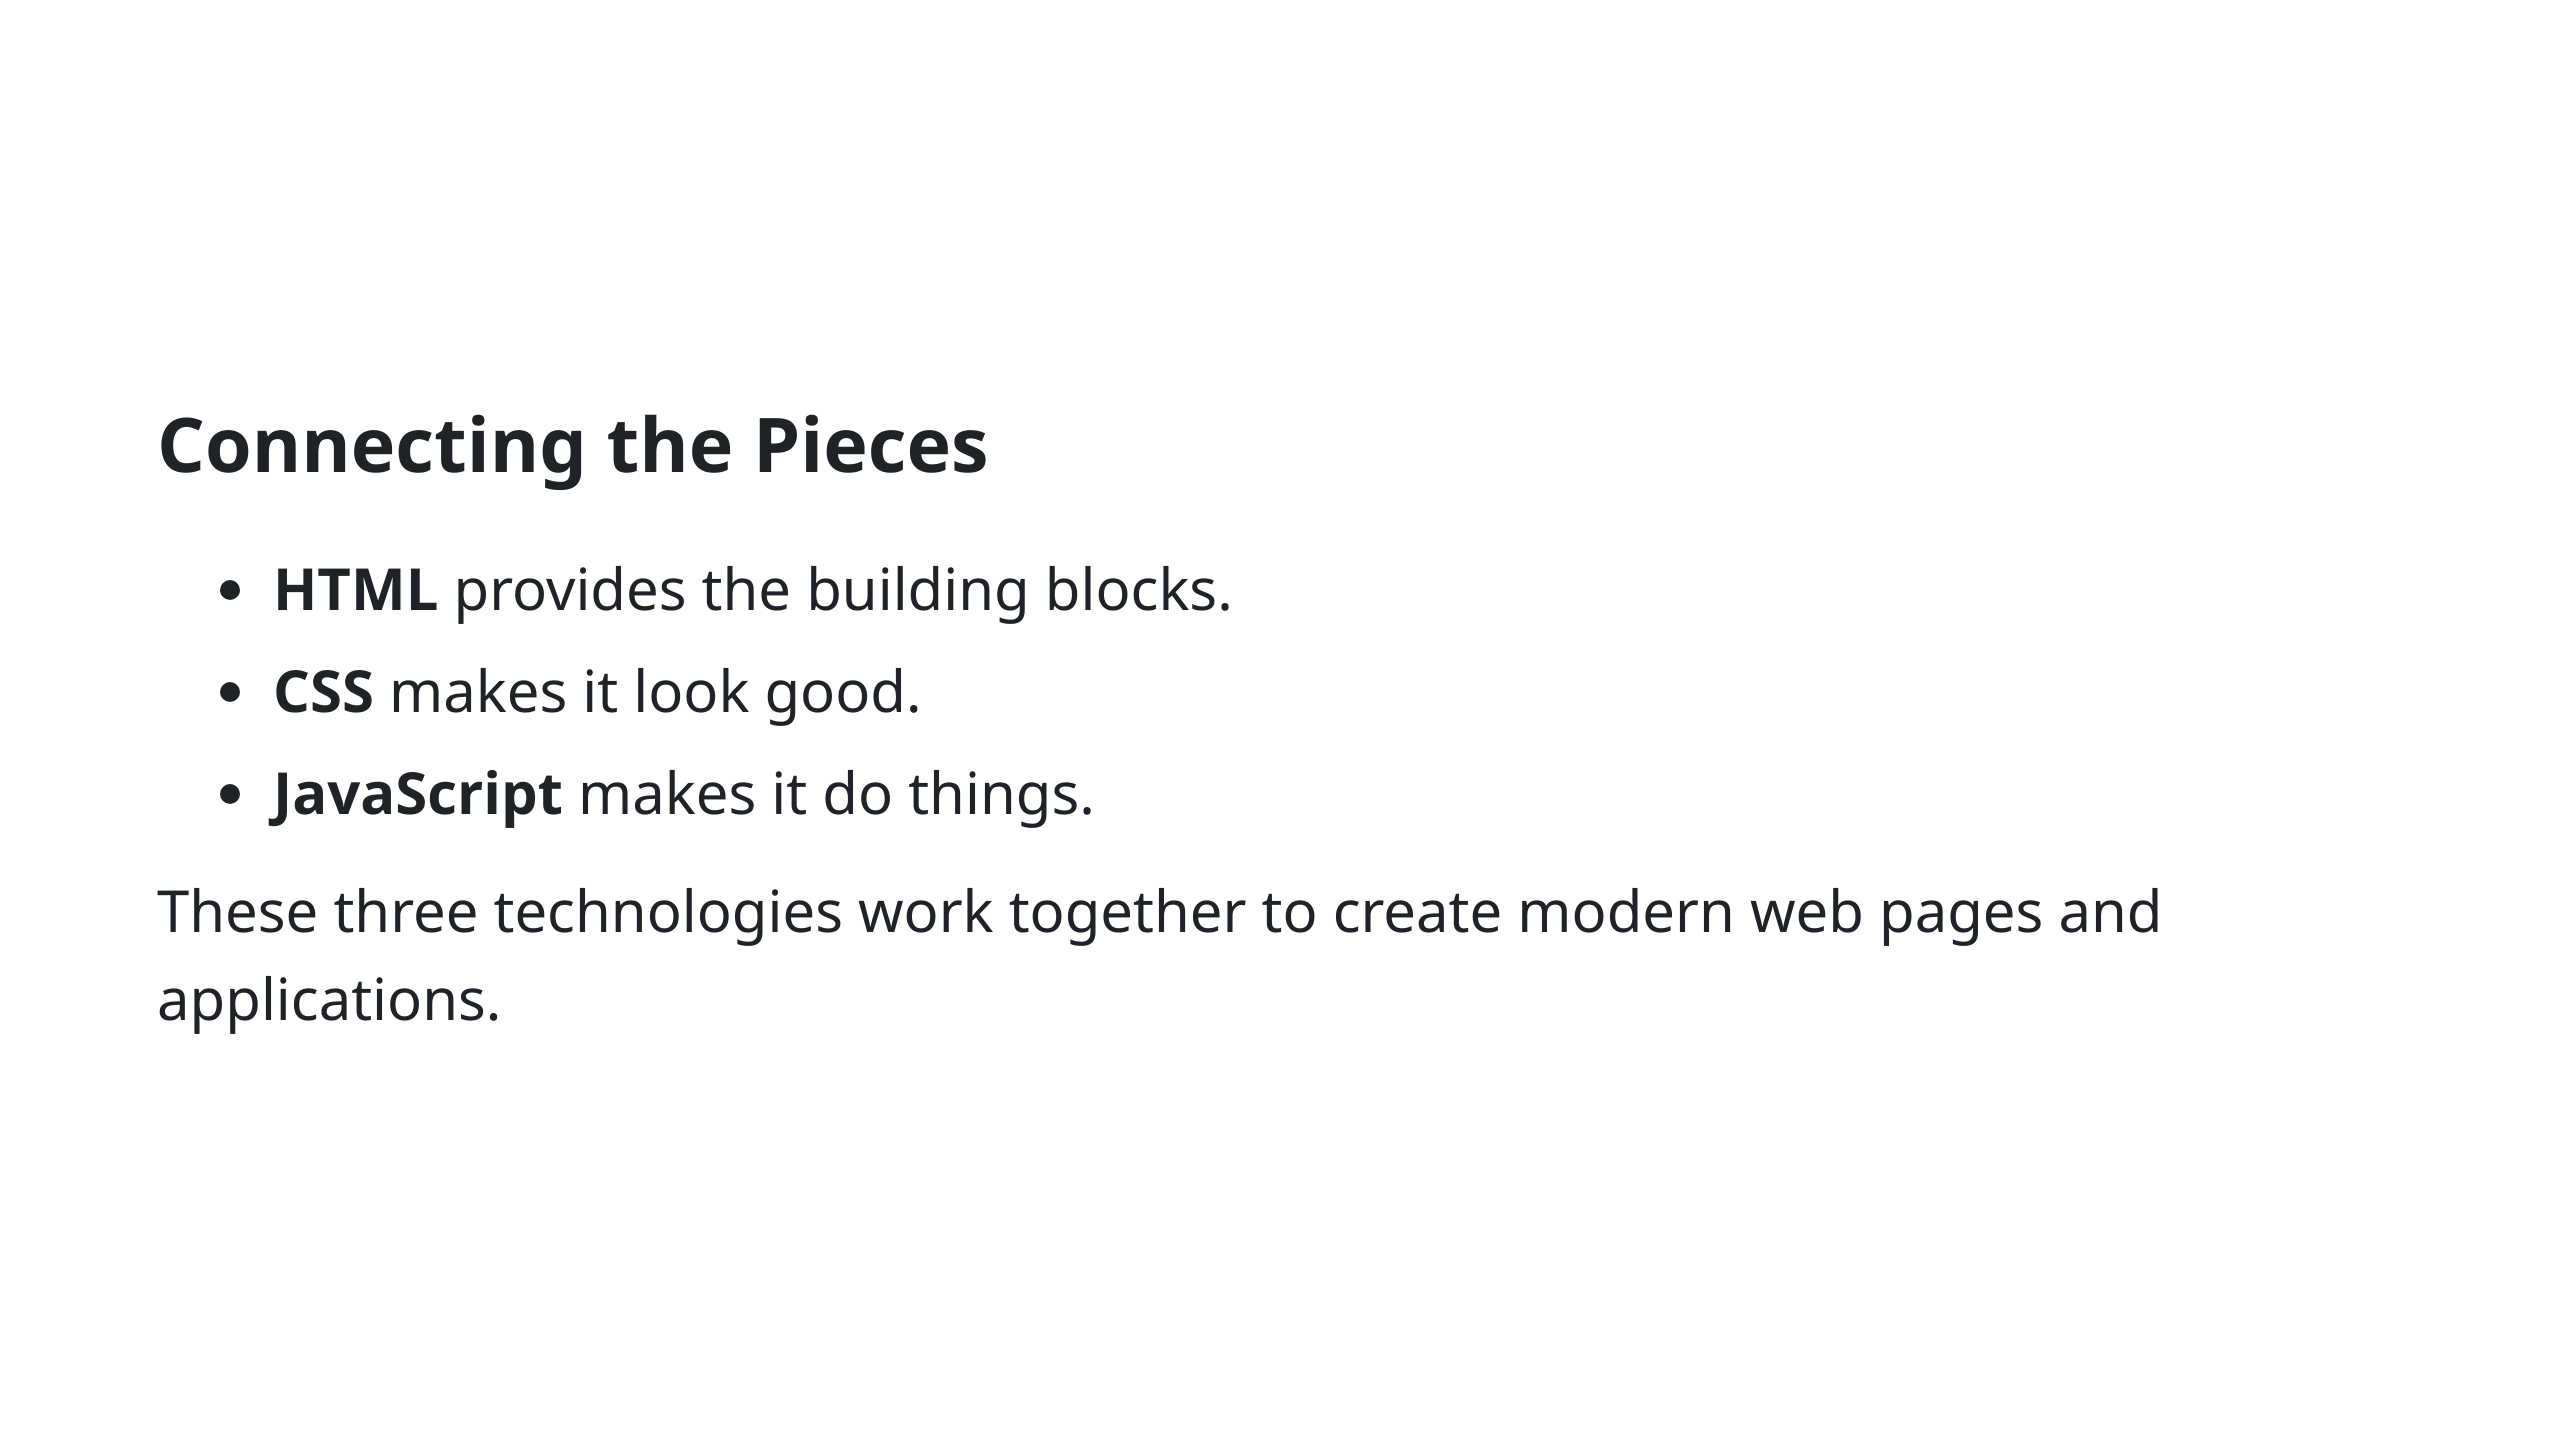 Connecting the Pieces
• HTML provides the building blocks.
• CSS makes it look good.
• JavaScript makes it do things.
These three technologies work together to create modern web pages and
applications.